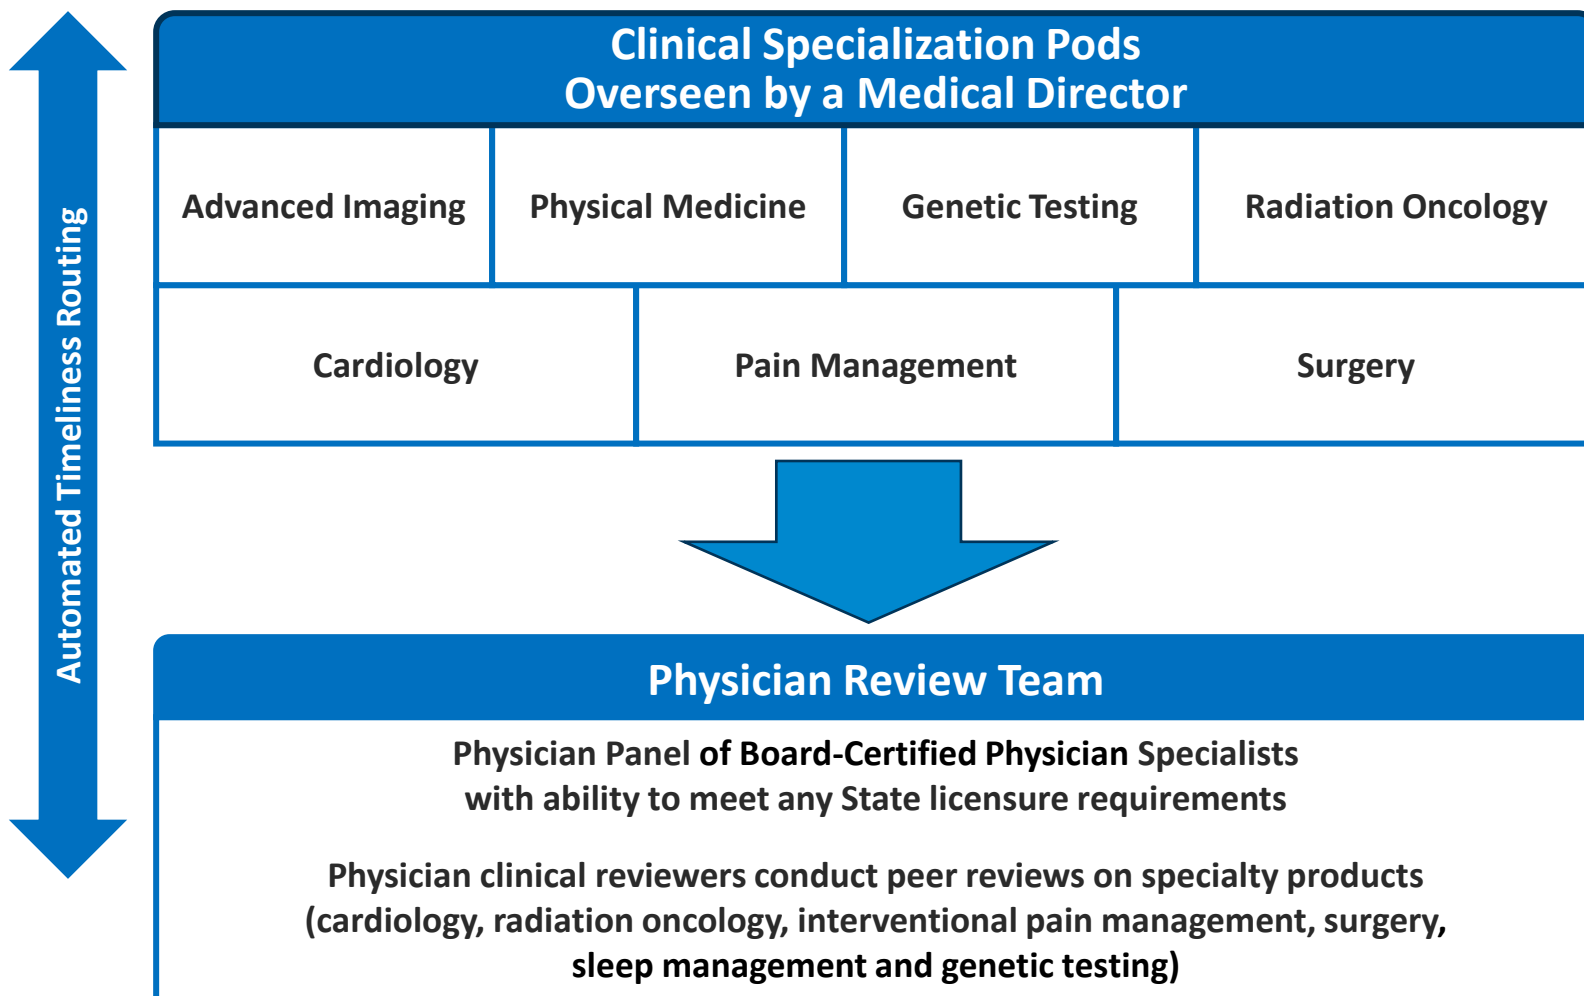 Clinical Specialization Pods
Overseen by a Medical Director
Automated Timeliness Routing
Advanced Imaging
Physical Medicine
Genetic Testing
Radiation Oncology
Cardiology
Pain Management
Surgery
Physician Review Team
Physician Panel of Board-Certified Physician Specialists
with ability to meet any State licensure requirements
Physician clinical reviewers conduct peer reviews on specialty products
(cardiology, radiation oncology, interventional pain management, surgery,
sleep management and genetic testing)